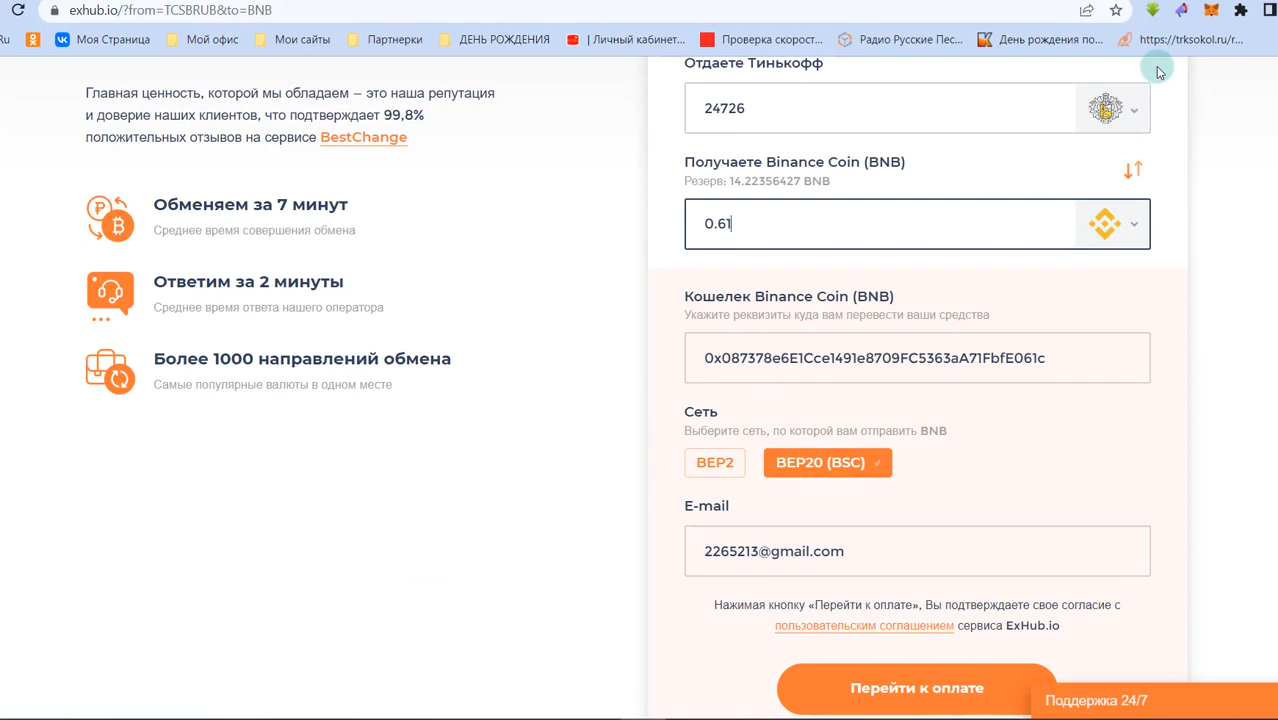 exhub.io/?from=TCSBRUB&to=BNB
Ru
Моя Страница
Мой офис
Мои сайты
Партнерки
ДЕНЬ РОЖДЕНИЯ
| Личный кабинет...
Проверка скорост...
Радио Русские Пес...
День рождения по...
https://trksokol.ru/r...
Главная ценность, которой мы обладаем – это наша репутация
и доверие наших клиентов, что подтверждает 99,8%
положительных отзывов на сервисе BestChange
Обменяем за 7 минут
Среднее время совершения обмена
Ответим за 2 минуты
Среднее время ответа нашего оператора
Более 1000 направлений обмена
Самые популярные валюты в одном месте
Отдаете Тинькофф
24726
Получаете Binance Coin (BNB)
Резерв: 14.22356427 BNB
0.61
Кошелек Binance Coin (BNB)
Укажите реквизиты куда вам перевести ваши средства
0x087378e6E1Cce1491e8709FC5363aA71FbfE061c
Сеть
Выберите сеть, по которой вам отправить BNB
BEP2
BEP20 (BSC)
E-mail
2265213@gmail.com
Нажимая кнопку «Перейти к оплате», Вы подтверждаете свое согласие с
пользовательским соглашением сервиса ExHub.io
Перейти к оплате
Поддержка 24/7